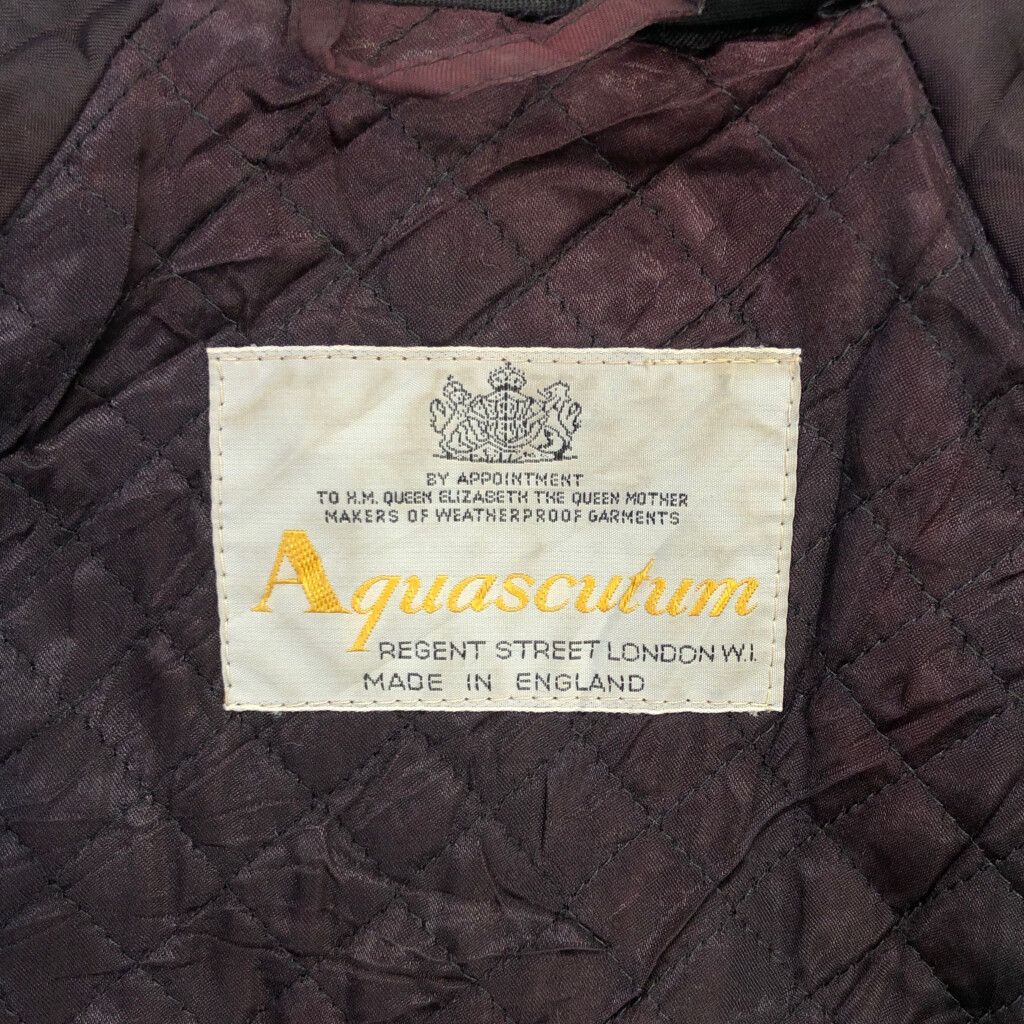 BY APPOINTMENT
TO H.M. QUEEN ELIZABETH THE QUEEN MOTHER
MAKERS OF WEATHERPROOF GARMENTS
Aquascutum
REGENT STREET LONDON W.I.
MADE IN ENGLAND